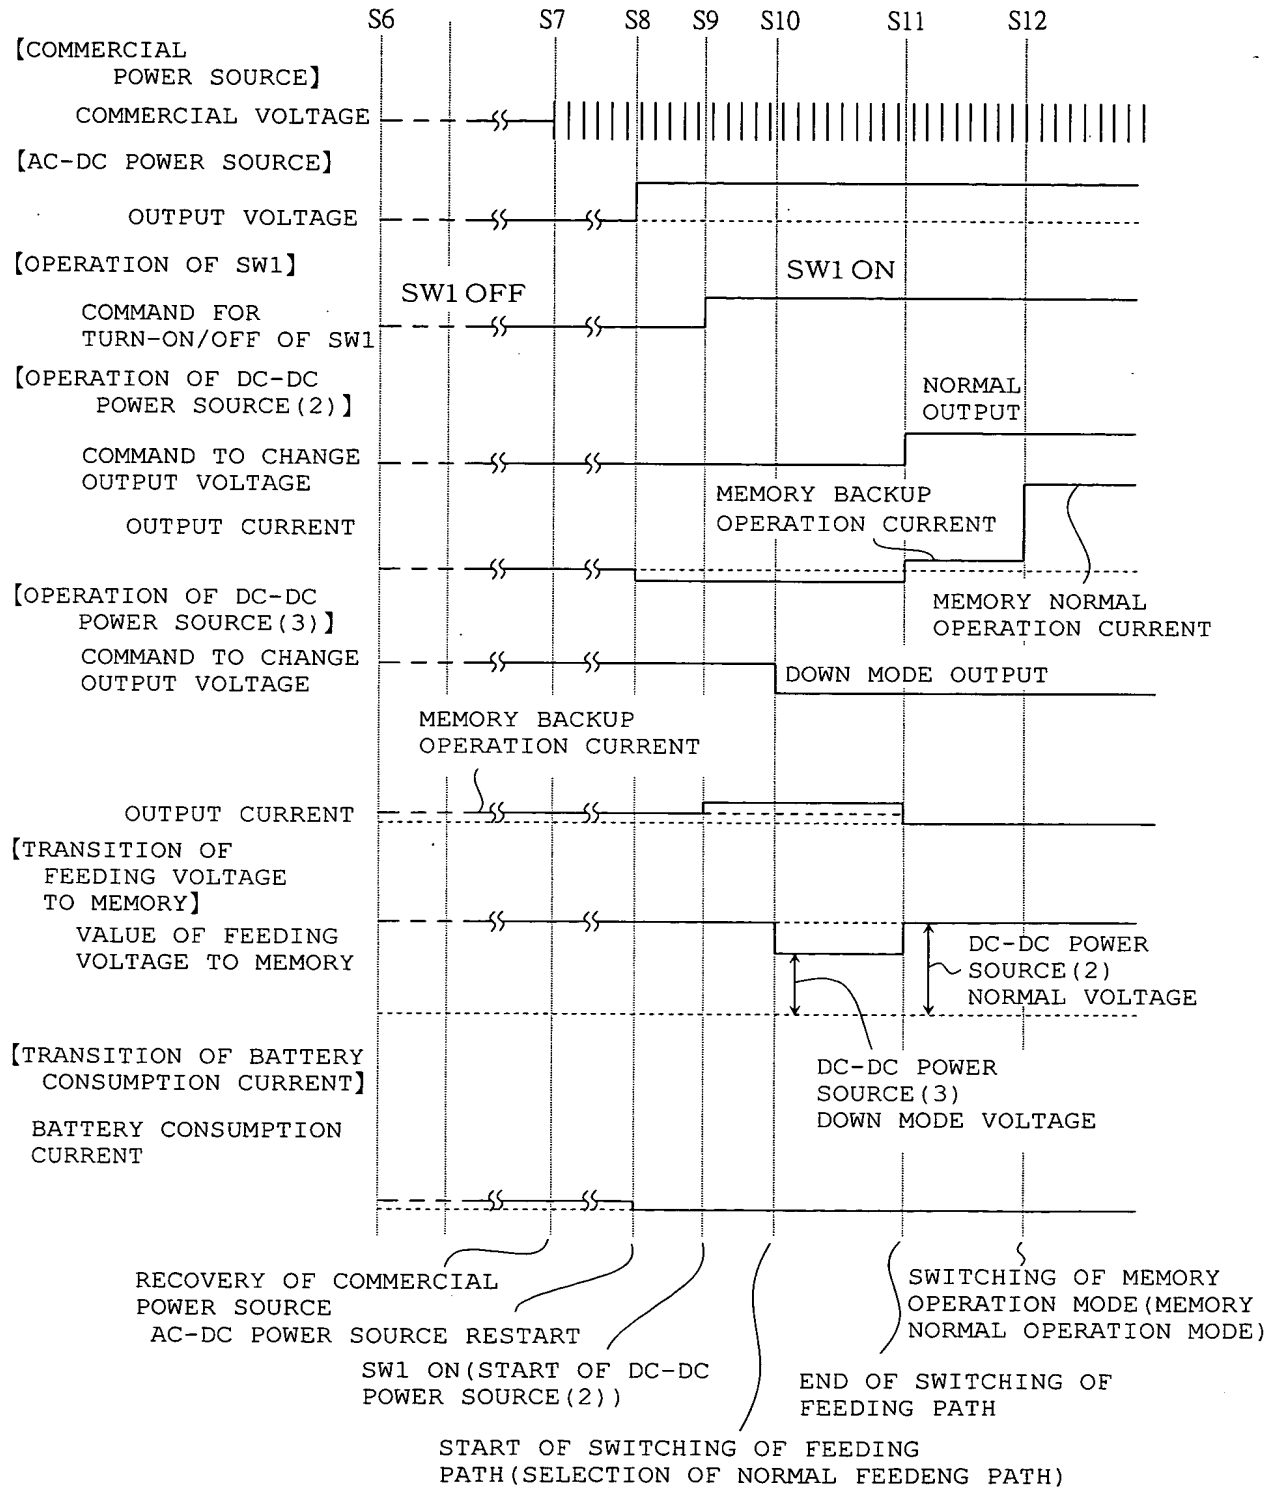 S6 S7 S8 S9 S10 S11 S12
【COMMERCIAL
POWER SOURCE】
COMMERCIAL VOLTAGE
【AC-DC POWER SOURCE】
OUTPUT VOLTAGE
【OPERATION OF SW1】
SW1 ON
SW1 OFF
COMMAND FOR
TURN-ON/OFF OF SW1
【OPERATION OF DC-DC
POWER SOURCE(2)】
NORMAL
OUTPUT
COMMAND TO CHANGE
OUTPUT VOLTAGE
MEMORY BACKUP
OPERATION CURRENT
OUTPUT CURRENT
【OPERATION OF DC-DC
POWER SOURCE(3)】
MEMORY NORMAL
OPERATION CURRENT
COMMAND TO CHANGE
OUTPUT VOLTAGE
DOWN MODE OUTPUT
MEMORY BACKUP
OPERATION CURRENT
OUTPUT CURRENT
【TRANSITION OF
FEEDING VOLTAGE
TO MEMORY】
VALUE OF FEEDING
VOLTAGE TO MEMORY
DC-DC POWER
SOURCE(2)
NORMAL VOLTAGE
【TRANSITION OF BATTERY
CONSUMPTION CURRENT】
DC-DC POWER
SOURCE(3)
DOWN MODE VOLTAGE
BATTERY CONSUMPTION
CURRENT
RECOVERY OF COMMERCIAL
POWER SOURCE
AC-DC POWER SOURCE RESTART
SW1 ON(START OF DC-DC
POWER SOURCE(2))
SWITCHING OF MEMORY
OPERATION MODE(MEMORY
NORMAL OPERATION MODE)
END OF SWITCHING OF
FEEDING PATH
START OF SWITCHING OF FEEDING
PATH(SELECTION OF NORMAL FEEDENG PATH)